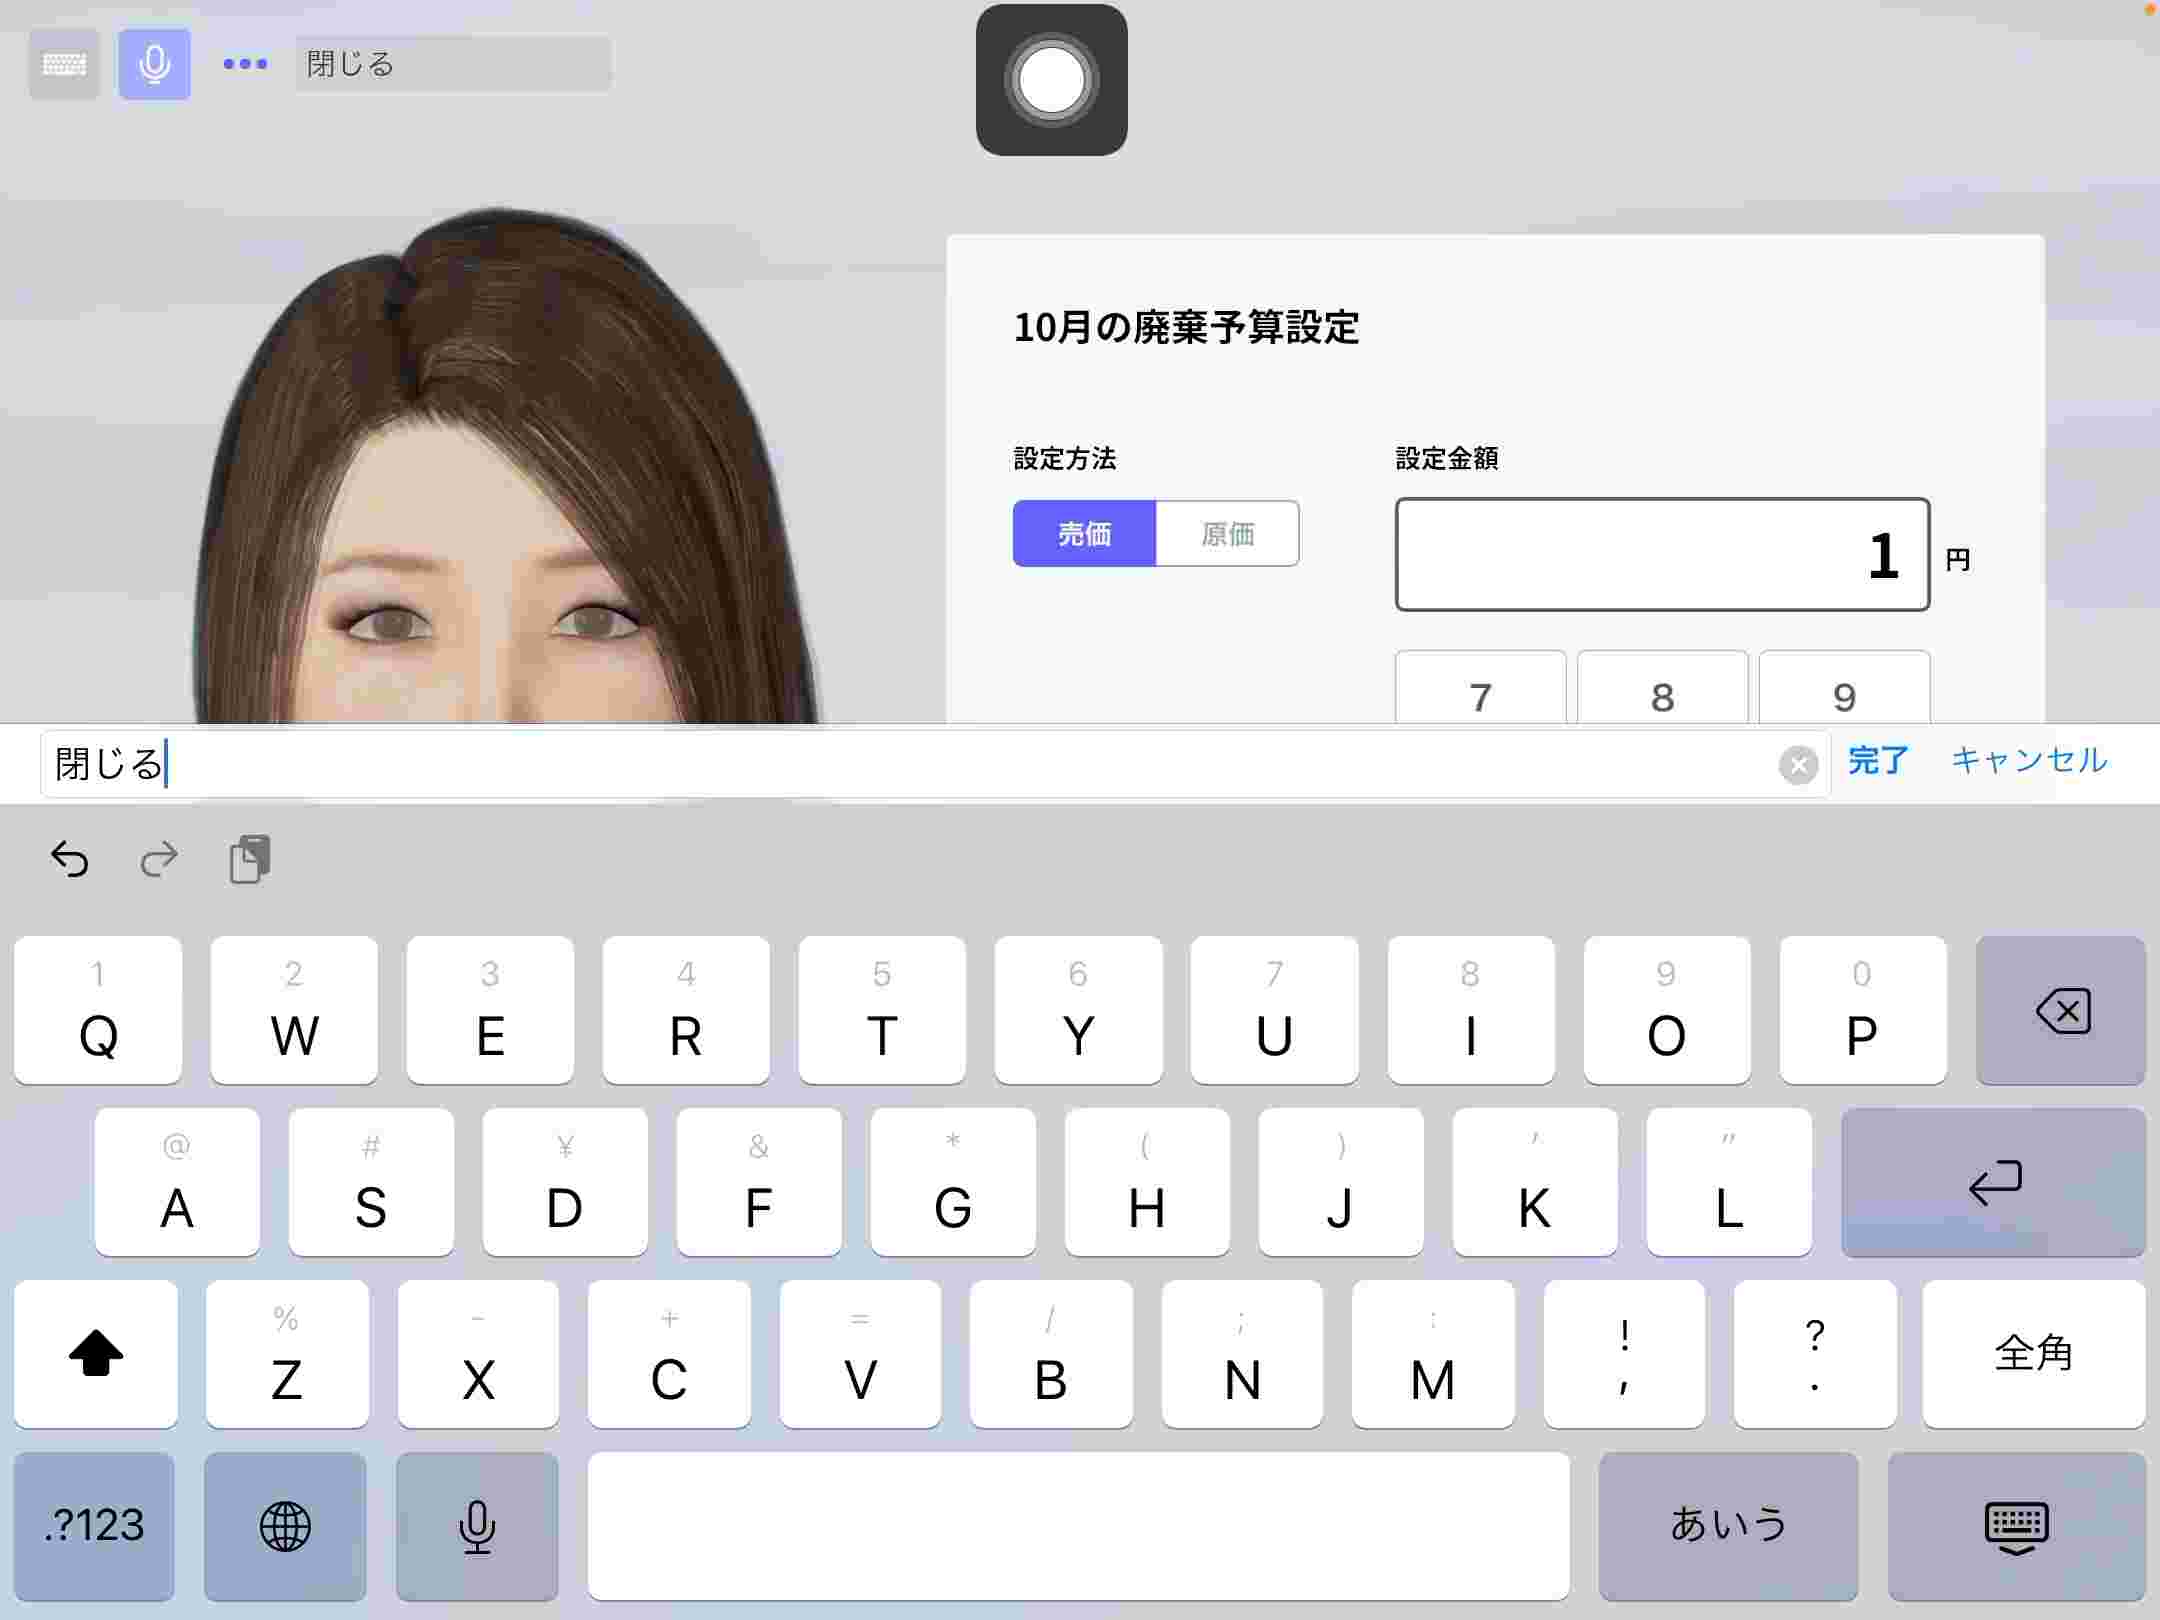 閉じる
10月の廃棄予算設定
設定方法
設定金額
売価 原価
1 円
7 8 9
閉じる 完了 キャンセル
1 2 3 4 5 6 7 8 9 0
Q W E R T Y U I O P
@ # ¥ & * ( ) ' "
A S D F G H J K L
% - + = / ; : ! ?
Z X C V B N M , . 全角
.?123 あいう